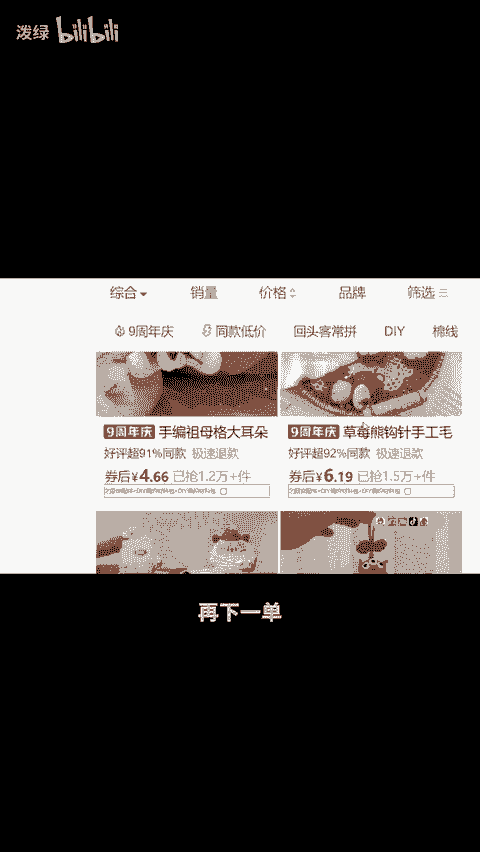 泼绿 bilibili
综合 销量 价格 品牌 筛选
9周年庆 同款低价 回头客常拼 DIY 棉线
9周年庆 手编祖母格大耳朵
好评超91%同款 极速退款
券后¥4.66 已抢1.2万+件
9周年庆 草莓熊钩针手工毛
好评超92%同款 极速退款
券后¥6.19 已抢1.5万+件
再下一单